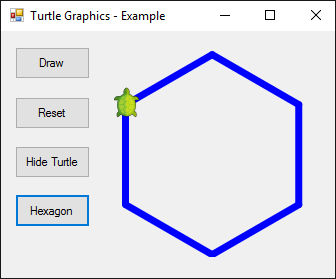 Turtle Graphics - Example
Draw
Reset
Hide Turtle
Hexagon